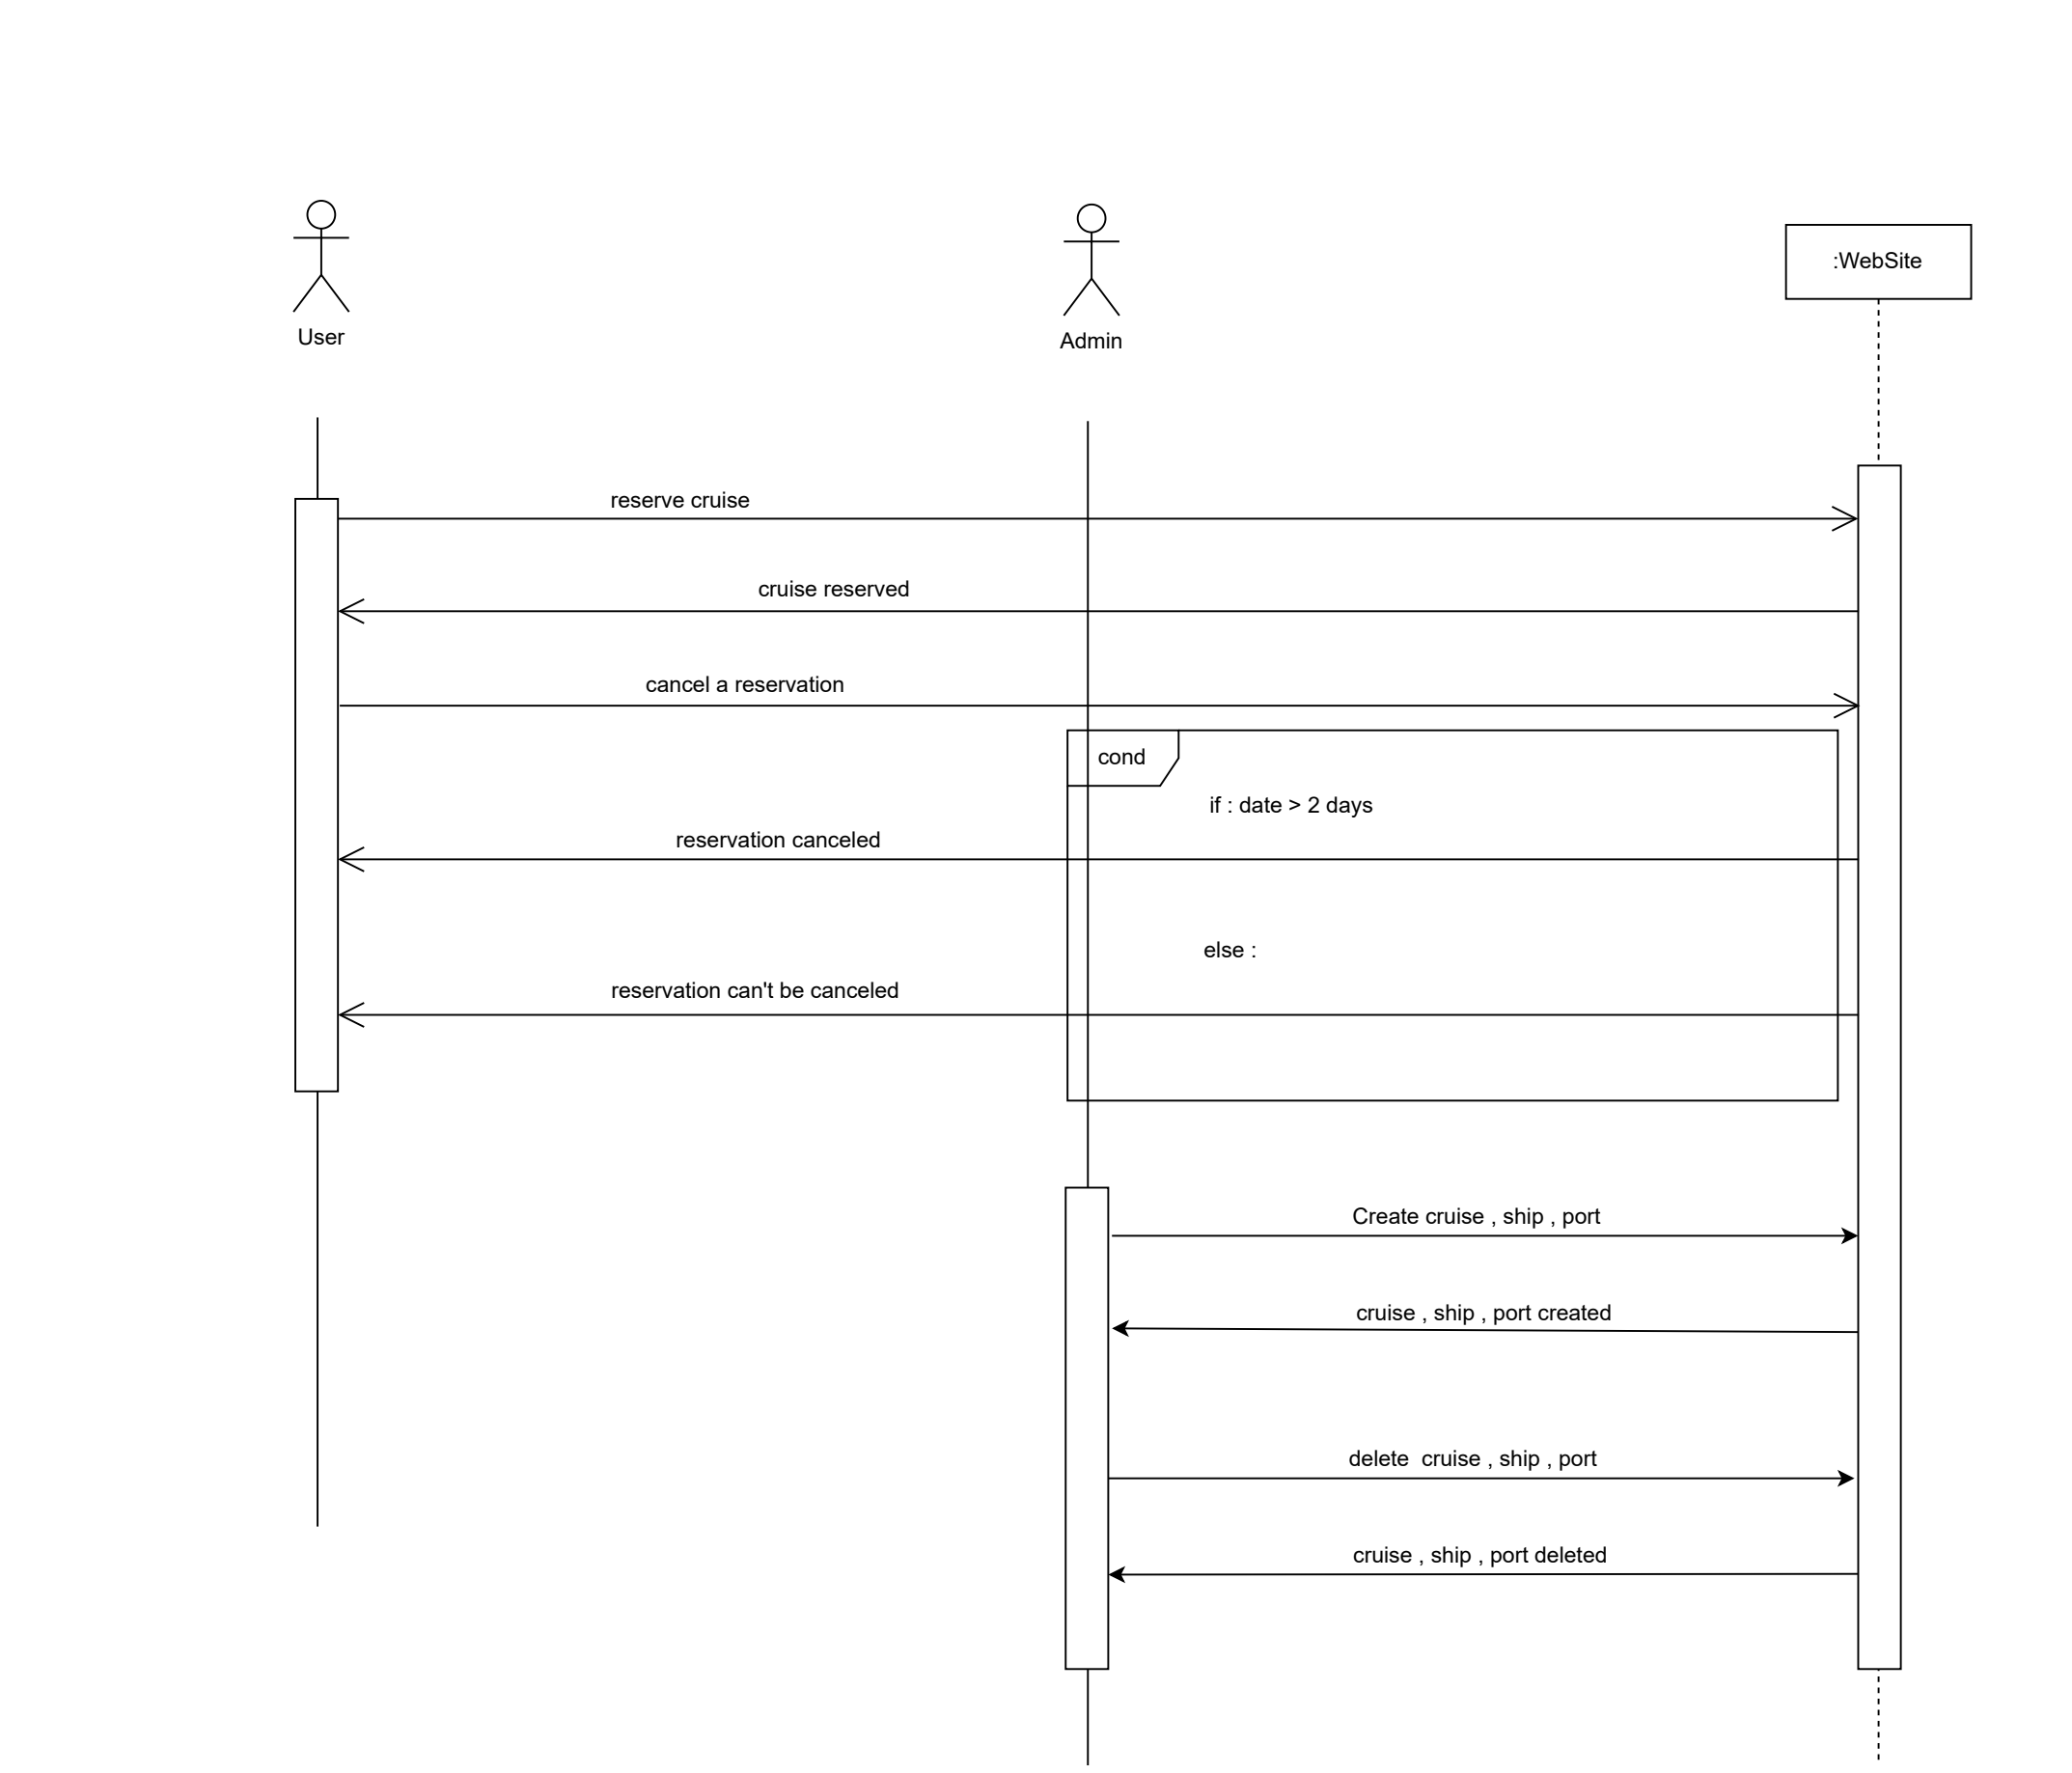 User
Admin
:WebSite
reserve cruise
cruise reserved
cancel a reservation
cond
if : date > 2 days
reservation canceled
else :
reservation can't be canceled
Create cruise , ship , port
cruise , ship , port created
delete  cruise , ship , port
cruise , ship , port deleted